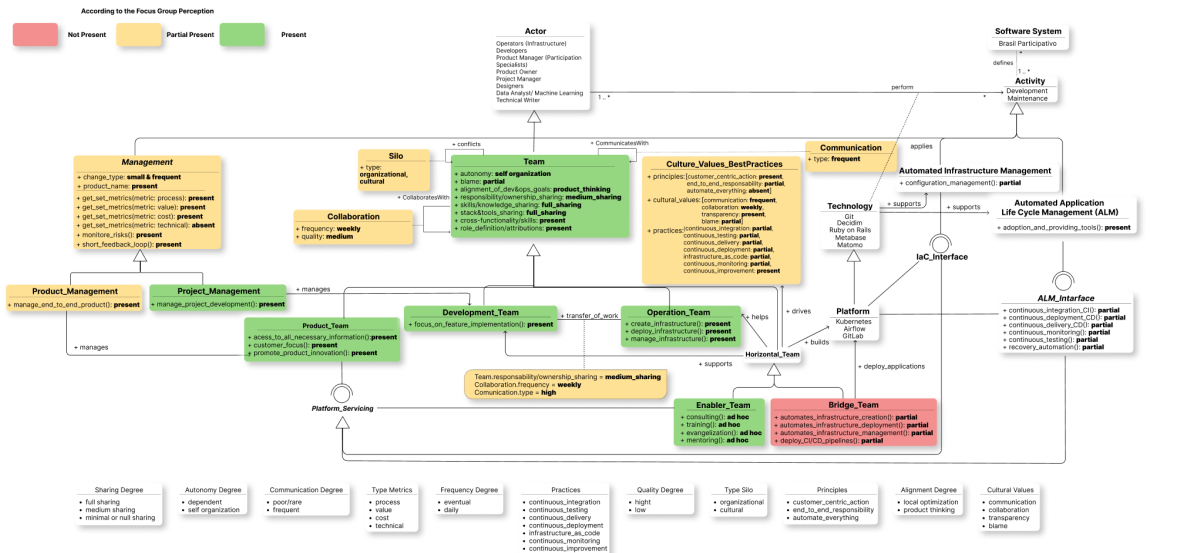 According to the Focus Group Perception
Not Present
Partial Present
Present
Actor
Operators (Infrastructure)
Developers
Product Manager (Participation
Specialists)
Product Owner
Project Manager
Designers
Data Analyst/ Machine Learning
Technical Writer
1..*
perform
*
Software System
Brasil Participativo
*
defines
1..*
Activity
Development
Maintenance
Management
+ change_type: small & frequent
+ product_name: present
+ get_set_metrics(metric: process): present
+ get_set_metrics(metric: value): present
+ get_set_metrics(metric: cost): present
+ get_set_metrics(metric: technical): absent
+ monitore_risks(): present
+ short_feedback_loop(): present
Silo
+ type:
organizational,
cultural
+ conflicts
+ CommunicatesWith
+ CollaboratesWith
Collaboration
+ frequency: weekly
+ quality: medium
Team
+ autonomy: self organization
+ blame: partial
+ alignment_of_dev&ops_goals: product_thinking
+ responsibility/ownership_sharing: medium_sharing
+ skills/knowledge_sharing: full_sharing
+ stack&tools_sharing: full_sharing
+ cross-functionality/skills: present
+ role_definition/attributions: present
Culture_Values_BestPractices
+ principles:[customer_centric_action: present,
end_to_end_responsibility: partial,
automate_everything: absent]
+ cultural_values:[communication: frequent,
collaboration: weekly,
transparency: present,
blame: partial]
+ practices:[continuous_integration: partial,
continuous_testing: partial,
continuous_delivery: partial,
continuous_deployment: partial,
infrastructure_as_code: partial,
continuous_monitoring: partial,
continuous_improvement: present
Communication
+ type: frequent
applies
Automated Infrastructure Management
+ configuration_management(): partial
Technology
Git
Decidim
Ruby on Rails
Metabase
Matomo
+ supports
+ supports
Automated Application
Life Cycle Management (ALM)
+ adoption_and_providing_tools(): present
IaC_Interface
ALM_Interface
+ continuous_integration_CI(): partial
+ continuous_deployment_CD(): partial
+ continuous_delivery_CD(): partial
+ continuous_monitoring(): partial
+ continuous_testing(): partial
+ recovery_automation(): partial
Product_Management
+ manage_end_to_end_product(): present
Project_Management
+ manage_project_development(): present
+ manages
Product_Team
+ acess_to_all_necessary_information():present
+ customer_focus(): present
+ promote_product_innovation(): present
+ manages
Development_Team
+ focus_on_feature_implementation(): present
+ transfer_of_work
Operation_Team
+ create_infrastructure(): present
+ deploy_infrastructure(): present
+ manage_infrastructure(): present
+ helps
+ drives
Platform
Kubernetes
Airflow
GitLab
+ builds
Horizontal_Team
+ supports
+ deploy_applications
Team.responsability/ownership_sharing = medium_sharing
Collaboration.frequency = weekly
Comunication.type = high
Platform_Servicing
Enabler_Team
+ consulting(): ad hoc
+ training(): ad hoc
+ evangelization(): ad hoc
+ mentoring(): ad hoc
Bridge_Team
+ automates_infrastructure_creation(): partial
+ automates_infrastructure_deployment(): partial
+ automates_infrastructure_management(): partial
+ deploy_CI/CD_pipelines(): partial
Sharing Degree
• full sharing
• medium sharing
• minimal or null sharing
Autonomy Degree
• dependent
• self organization
Communication Degree
• poor/rare
• frequent
Type Metrics
• process
• value
• cost
• technical
Frequency Degree
• eventual
• daily
Practices
• continuous_integration
• continuous_testing
• continuous_delivery
• continuous_deployment
• infrastructure_as_code
• continuous_monitoring
• continuous_improvement
Quality Degree
• hight
• low
Type Silo
• organizational
• cultural
Principles
• customer_centric_action
• end_to_end_responsibility
• automate_everything
Alignment Degree
• local optimization
• product thinking
Cultural Values
• communication
• collaboration
• transparency
• blame